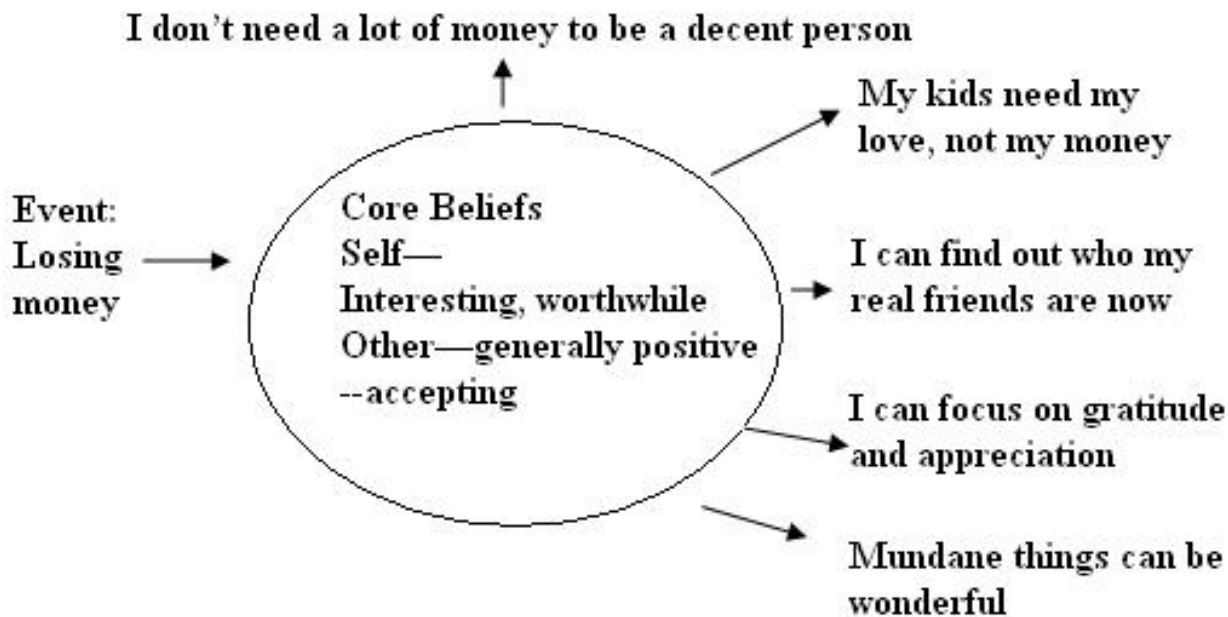 I don't need a lot of money to be a decent person
My kids need my
love, not my money
Event:
Losing
money
Core Beliefs
Self—
Interesting, worthwhile
Other—generally positive
--accepting
I can find out who my
real friends are now
I can focus on gratitude
and appreciation
Mundane things can be
wonderful